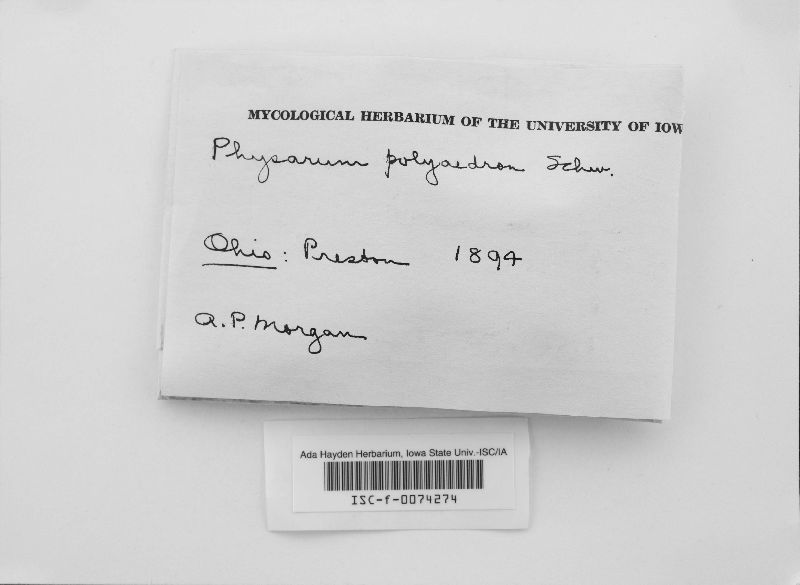 MYCOLOGICAL HERBARIUM OF THE UNIVERSITY OF IOW
Physarum polyaedron Schw.
Ohio: Preston 1894
A.P. Morgan
Ada Hayden Herbarium, Iowa State Univ.-ISC/IA
ISC-f-0074274